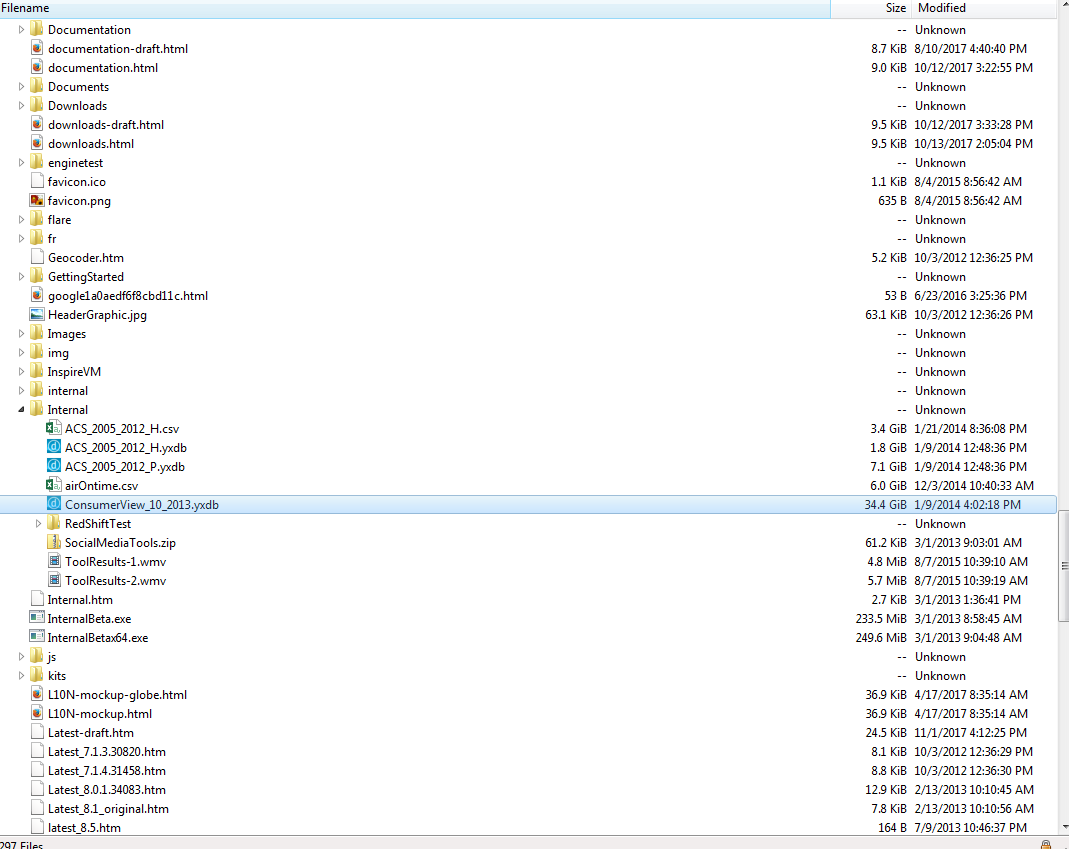 Filename Size Modified
Documentation -- Unknown
documentation-draft.html 8.7 KiB 8/10/2017 4:40:40 PM
documentation.html 9.0 KiB 10/12/2017 3:22:55 PM
Documents -- Unknown
Downloads -- Unknown
downloads-draft.html 9.5 KiB 10/12/2017 3:33:28 PM
downloads.html 9.5 KiB 10/13/2017 2:05:04 PM
enginetest -- Unknown
favicon.ico 1.1 KiB 8/4/2015 8:56:42 AM
favicon.png 635 B 8/4/2015 8:56:42 AM
flare -- Unknown
fr -- Unknown
Geocoder.htm 5.2 KiB 10/3/2012 12:36:25 PM
GettingStarted -- Unknown
google1a0aedf6f8cbd11c.html 53 B 6/23/2016 3:25:36 PM
HeaderGraphic.jpg 63.1 KiB 10/3/2012 12:36:26 PM
Images -- Unknown
img -- Unknown
InspireVM -- Unknown
internal -- Unknown
Internal -- Unknown
ACS_2005_2012_H.csv 3.4 GiB 1/21/2014 8:36:08 PM
ACS_2005_2012_H.yxdb 1.8 GiB 1/9/2014 12:48:36 PM
ACS_2005_2012_P.yxdb 7.1 GiB 1/9/2014 12:48:36 PM
airOntime.csv 6.0 GiB 12/3/2014 10:40:33 AM
ConsumerView_10_2013.yxdb 34.4 GiB 1/9/2014 4:02:18 PM
RedShiftTest -- Unknown
SocialMediaTools.zip 61.2 KiB 3/1/2013 9:03:01 AM
ToolResults-1.wmv 4.8 MiB 8/7/2015 10:39:10 AM
ToolResults-2.wmv 5.7 MiB 8/7/2015 10:39:19 AM
Internal.htm 2.7 KiB 3/1/2013 1:36:41 PM
InternalBeta.exe 233.5 MiB 3/1/2013 8:58:45 AM
InternalBetax64.exe 249.6 MiB 3/1/2013 9:04:48 AM
js -- Unknown
kits -- Unknown
L10N-mockup-globe.html 36.9 KiB 4/17/2017 8:35:14 AM
L10N-mockup.html 36.9 KiB 4/17/2017 8:35:14 AM
Latest-draft.htm 24.5 KiB 11/1/2017 4:12:25 PM
Latest_7.1.3.30820.htm 8.1 KiB 10/3/2012 12:36:29 PM
Latest_7.1.4.31458.htm 8.8 KiB 10/3/2012 12:36:30 PM
Latest_8.0.1.34083.htm 12.9 KiB 2/13/2013 10:10:45 AM
Latest_8.1_original.htm 7.8 KiB 2/13/2013 10:10:56 AM
latest_8.5.htm 164 B 7/9/2013 10:46:37 PM
297 Files